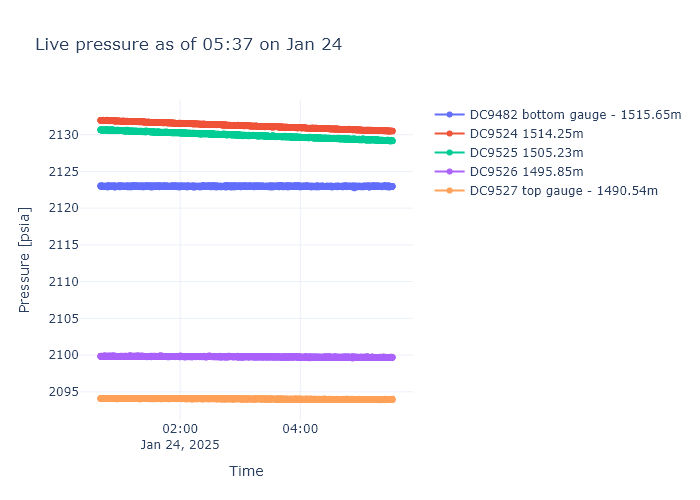 Live pressure as of 05:37 on Jan 24
DC9482 bottom gauge - 1515.65m
DC9524 1514.25m
DC9525 1505.23m
DC9526 1495.85m
DC9527 top gauge - 1490.54m
Pressure [psia]
2130
2125
2120
2115
2110
2105
2100
2095
02:00
Jan 24, 2025
04:00
Time